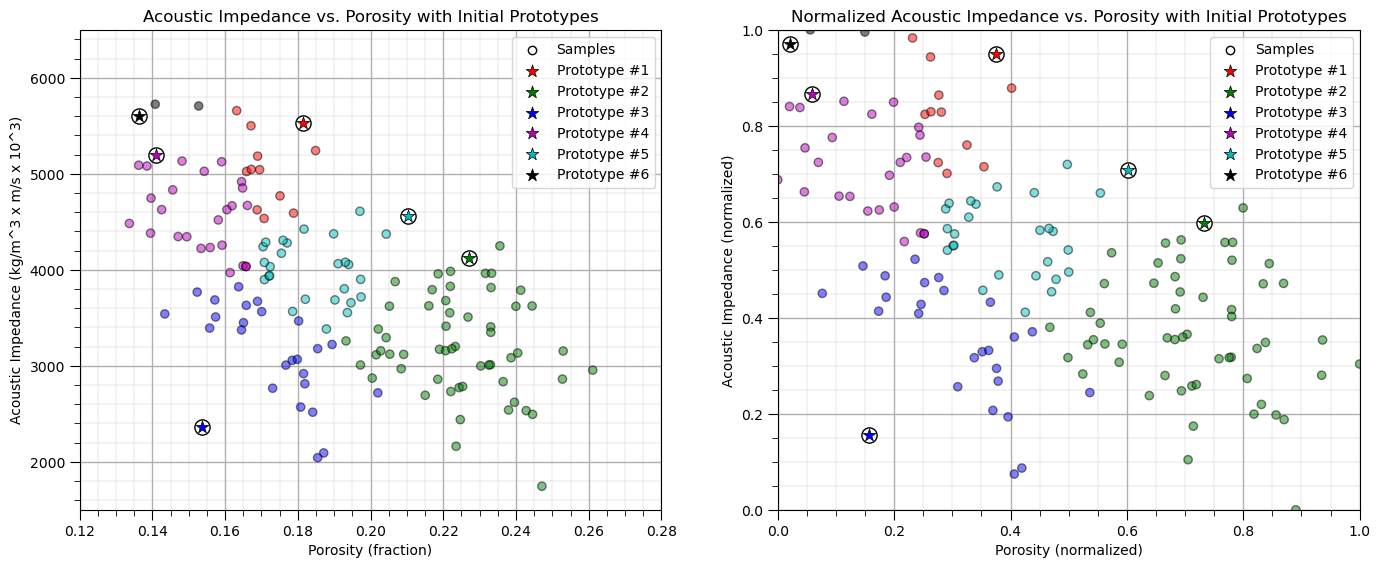 Acoustic Impedance vs. Porosity with Initial Prototypes
Acoustic Impedance (kg/m^3 x m/s x 10^3)
6000
5000
4000
3000
2000
Samples
Prototype #1
Prototype #2
Prototype #3
Prototype #4
Prototype #5
Prototype #6
0.12 0.14 0.16 0.18 0.20 0.22 0.24 0.26 0.28
Porosity (fraction)
Normalized Acoustic Impedance vs. Porosity with Initial Prototypes
Acoustic Impedance (normalized)
1.0
0.8
0.6
0.4
0.2
0.0
Samples
Prototype #1
Prototype #2
Prototype #3
Prototype #4
Prototype #5
Prototype #6
0.0 0.2 0.4 0.6 0.8 1.0
Porosity (normalized)